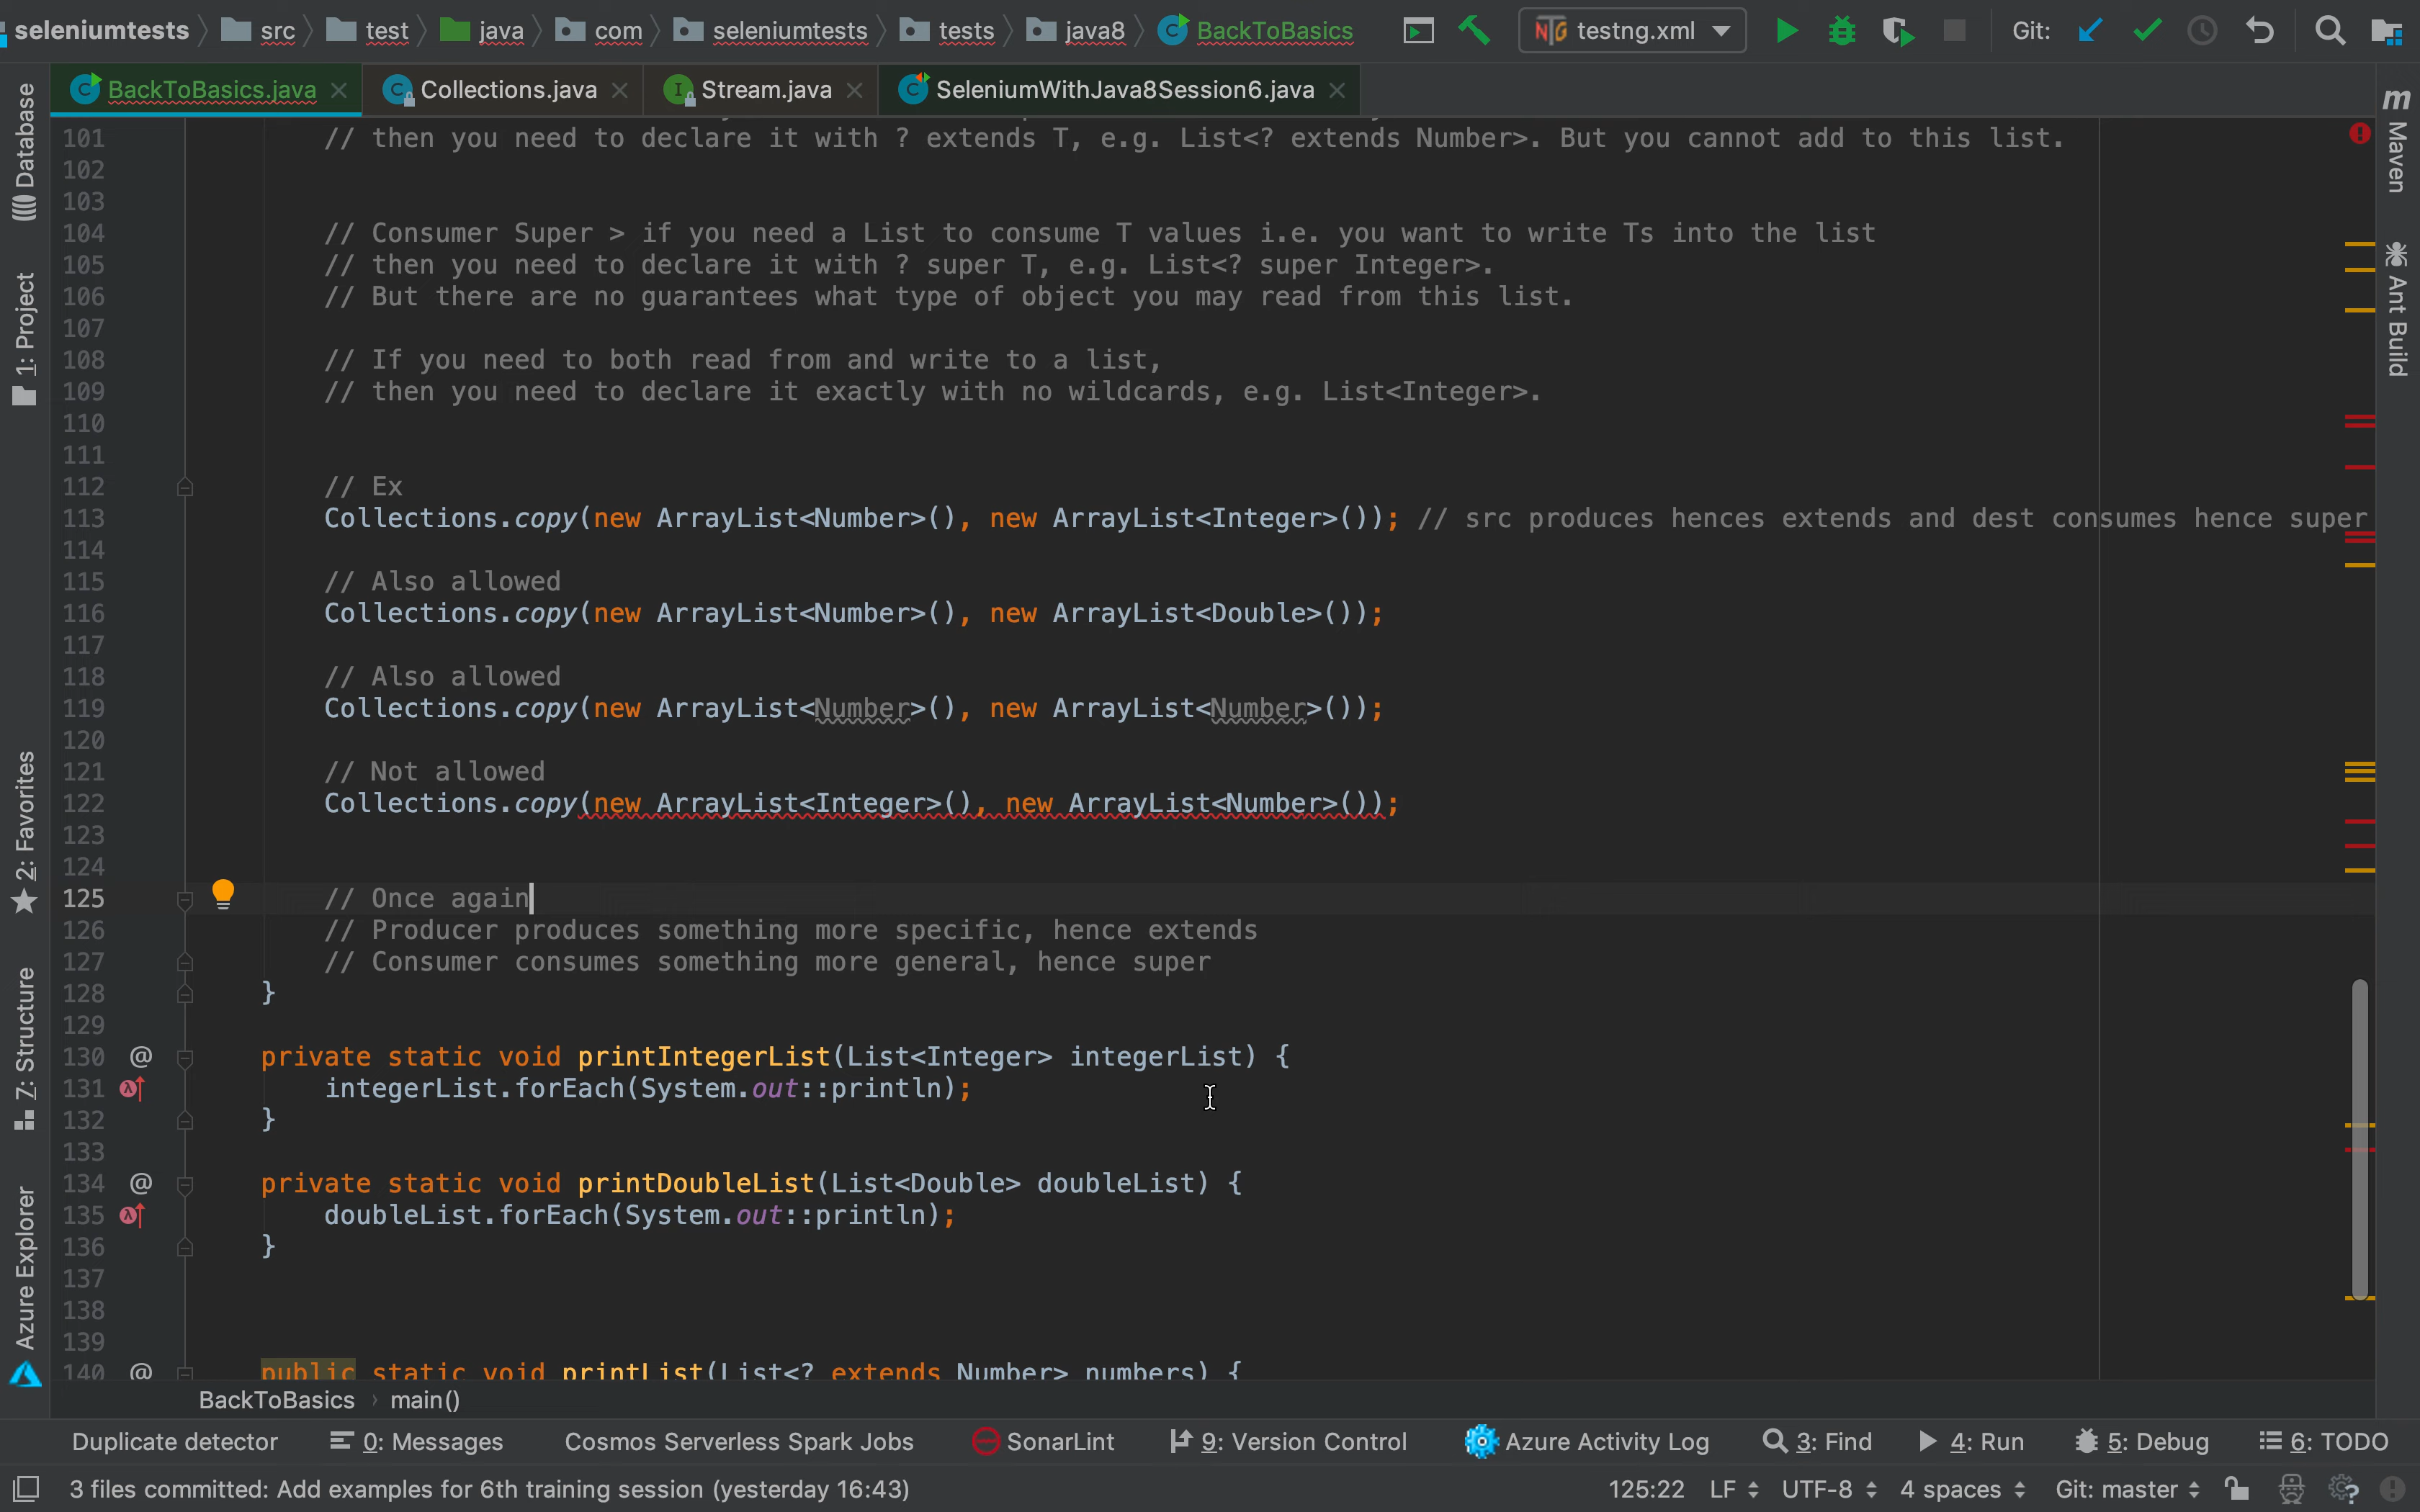 seleniumtests src test java com seleniumtests tests java8 BackToBasics testng.xml Git:
BackToBasics.java Collections.java Stream.java SeleniumWithJava8Session6.java
101 // then you need to declare it with ? extends T, e.g. List<? extends Number>. But you cannot add to this list.
102
103
104 // Consumer Super > if you need a List to consume T values i.e. you want to write Ts into the list
105 // then you need to declare it with ? super T, e.g. List<? super Integer>.
106 // But there are no guarantees what type of object you may read from this list.
107
108 // If you need to both read from and write to a list,
109 // then you need to declare it exactly with no wildcards, e.g. List<Integer>.
110
111
112 // Ex
113 Collections.copy(new ArrayList<Number>(), new ArrayList<Integer>()); // src produces hences extends and dest consumes hence super
114
115 // Also allowed
116 Collections.copy(new ArrayList<Number>(), new ArrayList<Double>());
117
118 // Also allowed
119 Collections.copy(new ArrayList<Number>(), new ArrayList<Number>());
120
121 // Not allowed
122 Collections.copy(new ArrayList<Integer>(), new ArrayList<Number>());
123
124
125 // Once again
126 // Producer produces something more specific, hence extends
127 // Consumer consumes something more general, hence super
128 }
129
130 @ private static void printIntegerList(List<Integer> integerList) {
131 integerList.forEach(System.out::println);
132 }
133
134 @ private static void printDoubleList(List<Double> doubleList) {
135 doubleList.forEach(System.out::println);
136 }
137
138
139
140 @ public static void printList(List<? extends Number> numbers) {
BackToBasics main()
Duplicate detector 0: Messages Cosmos Serverless Spark Jobs SonarLint 9: Version Control Azure Activity Log 3: Find 4: Run 5: Debug 6: TODO
3 files committed: Add examples for 6th training session (yesterday 16:43) 125:22 LF UTF-8 4 spaces Git: master
Database
1: Project
2: Favorites
7: Structure
Azure Explorer
m Maven
Ant Build